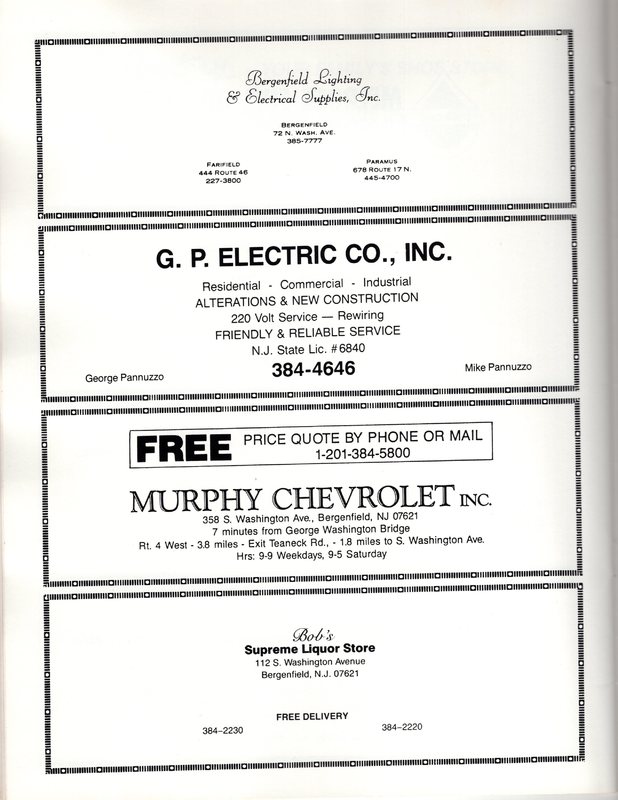 Bergenfield Lighting
& Electrical Supplies, Inc.
BERGENFIELD
72 N. WASH. AVE.
385-7777
FARIFIELD
444 ROUTE 46
227-3800
PARAMUS
678 ROUTE 17 N.
445-4700
G. P. ELECTRIC CO., INC.
Residential - Commercial - Industrial
ALTERATIONS & NEW CONSTRUCTION
220 Volt Service — Rewiring
FRIENDLY & RELIABLE SERVICE
N.J. State Lic. #6840
384-4646
George Pannuzzo
Mike Pannuzzo
FREE PRICE QUOTE BY PHONE OR MAIL
1-201-384-5800
MURPHY CHEVROLET INC.
358 S. Washington Ave., Bergenfield, NJ 07621
7 minutes from George Washington Bridge
Rt. 4 West - 3.8 miles - Exit Teaneck Rd., - 1.8 miles to S. Washington Ave.
Hrs: 9-9 Weekdays, 9-5 Saturday
Bob's
Supreme Liquor Store
112 S. Washington Avenue
Bergenfield, N.J. 07621
FREE DELIVERY
384-2230
384-2220